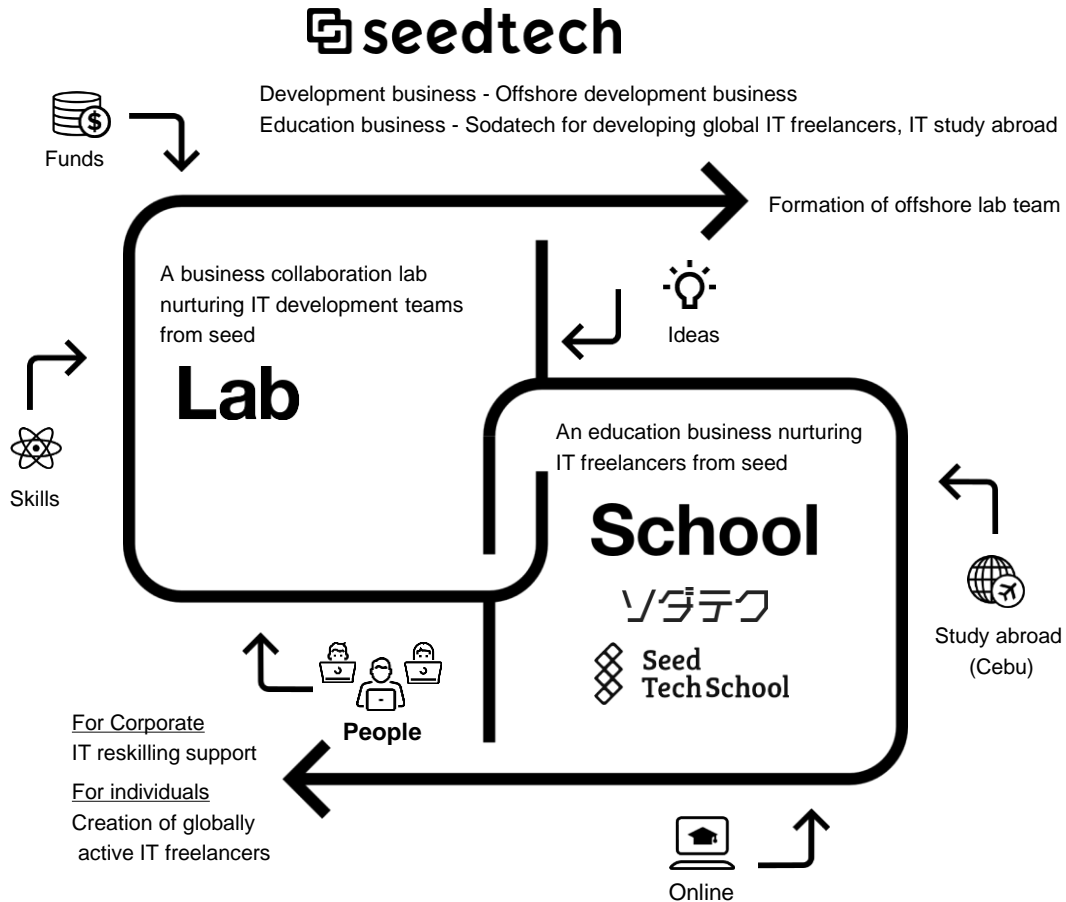 seedtech
Development business - Offshore development business
Education business - Sodatech for developing global IT freelancers, IT study abroad
Funds
Formation of offshore lab team
A business collaboration lab
nurturing IT development teams
from seed
Lab
Ideas
Skills
An education business nurturing
IT freelancers from seed
School
ソダテク
Seed
Tech School
Study abroad
(Cebu)
People
For Corporate
IT reskilling support
For individuals
Creation of globally
active IT freelancers
Online